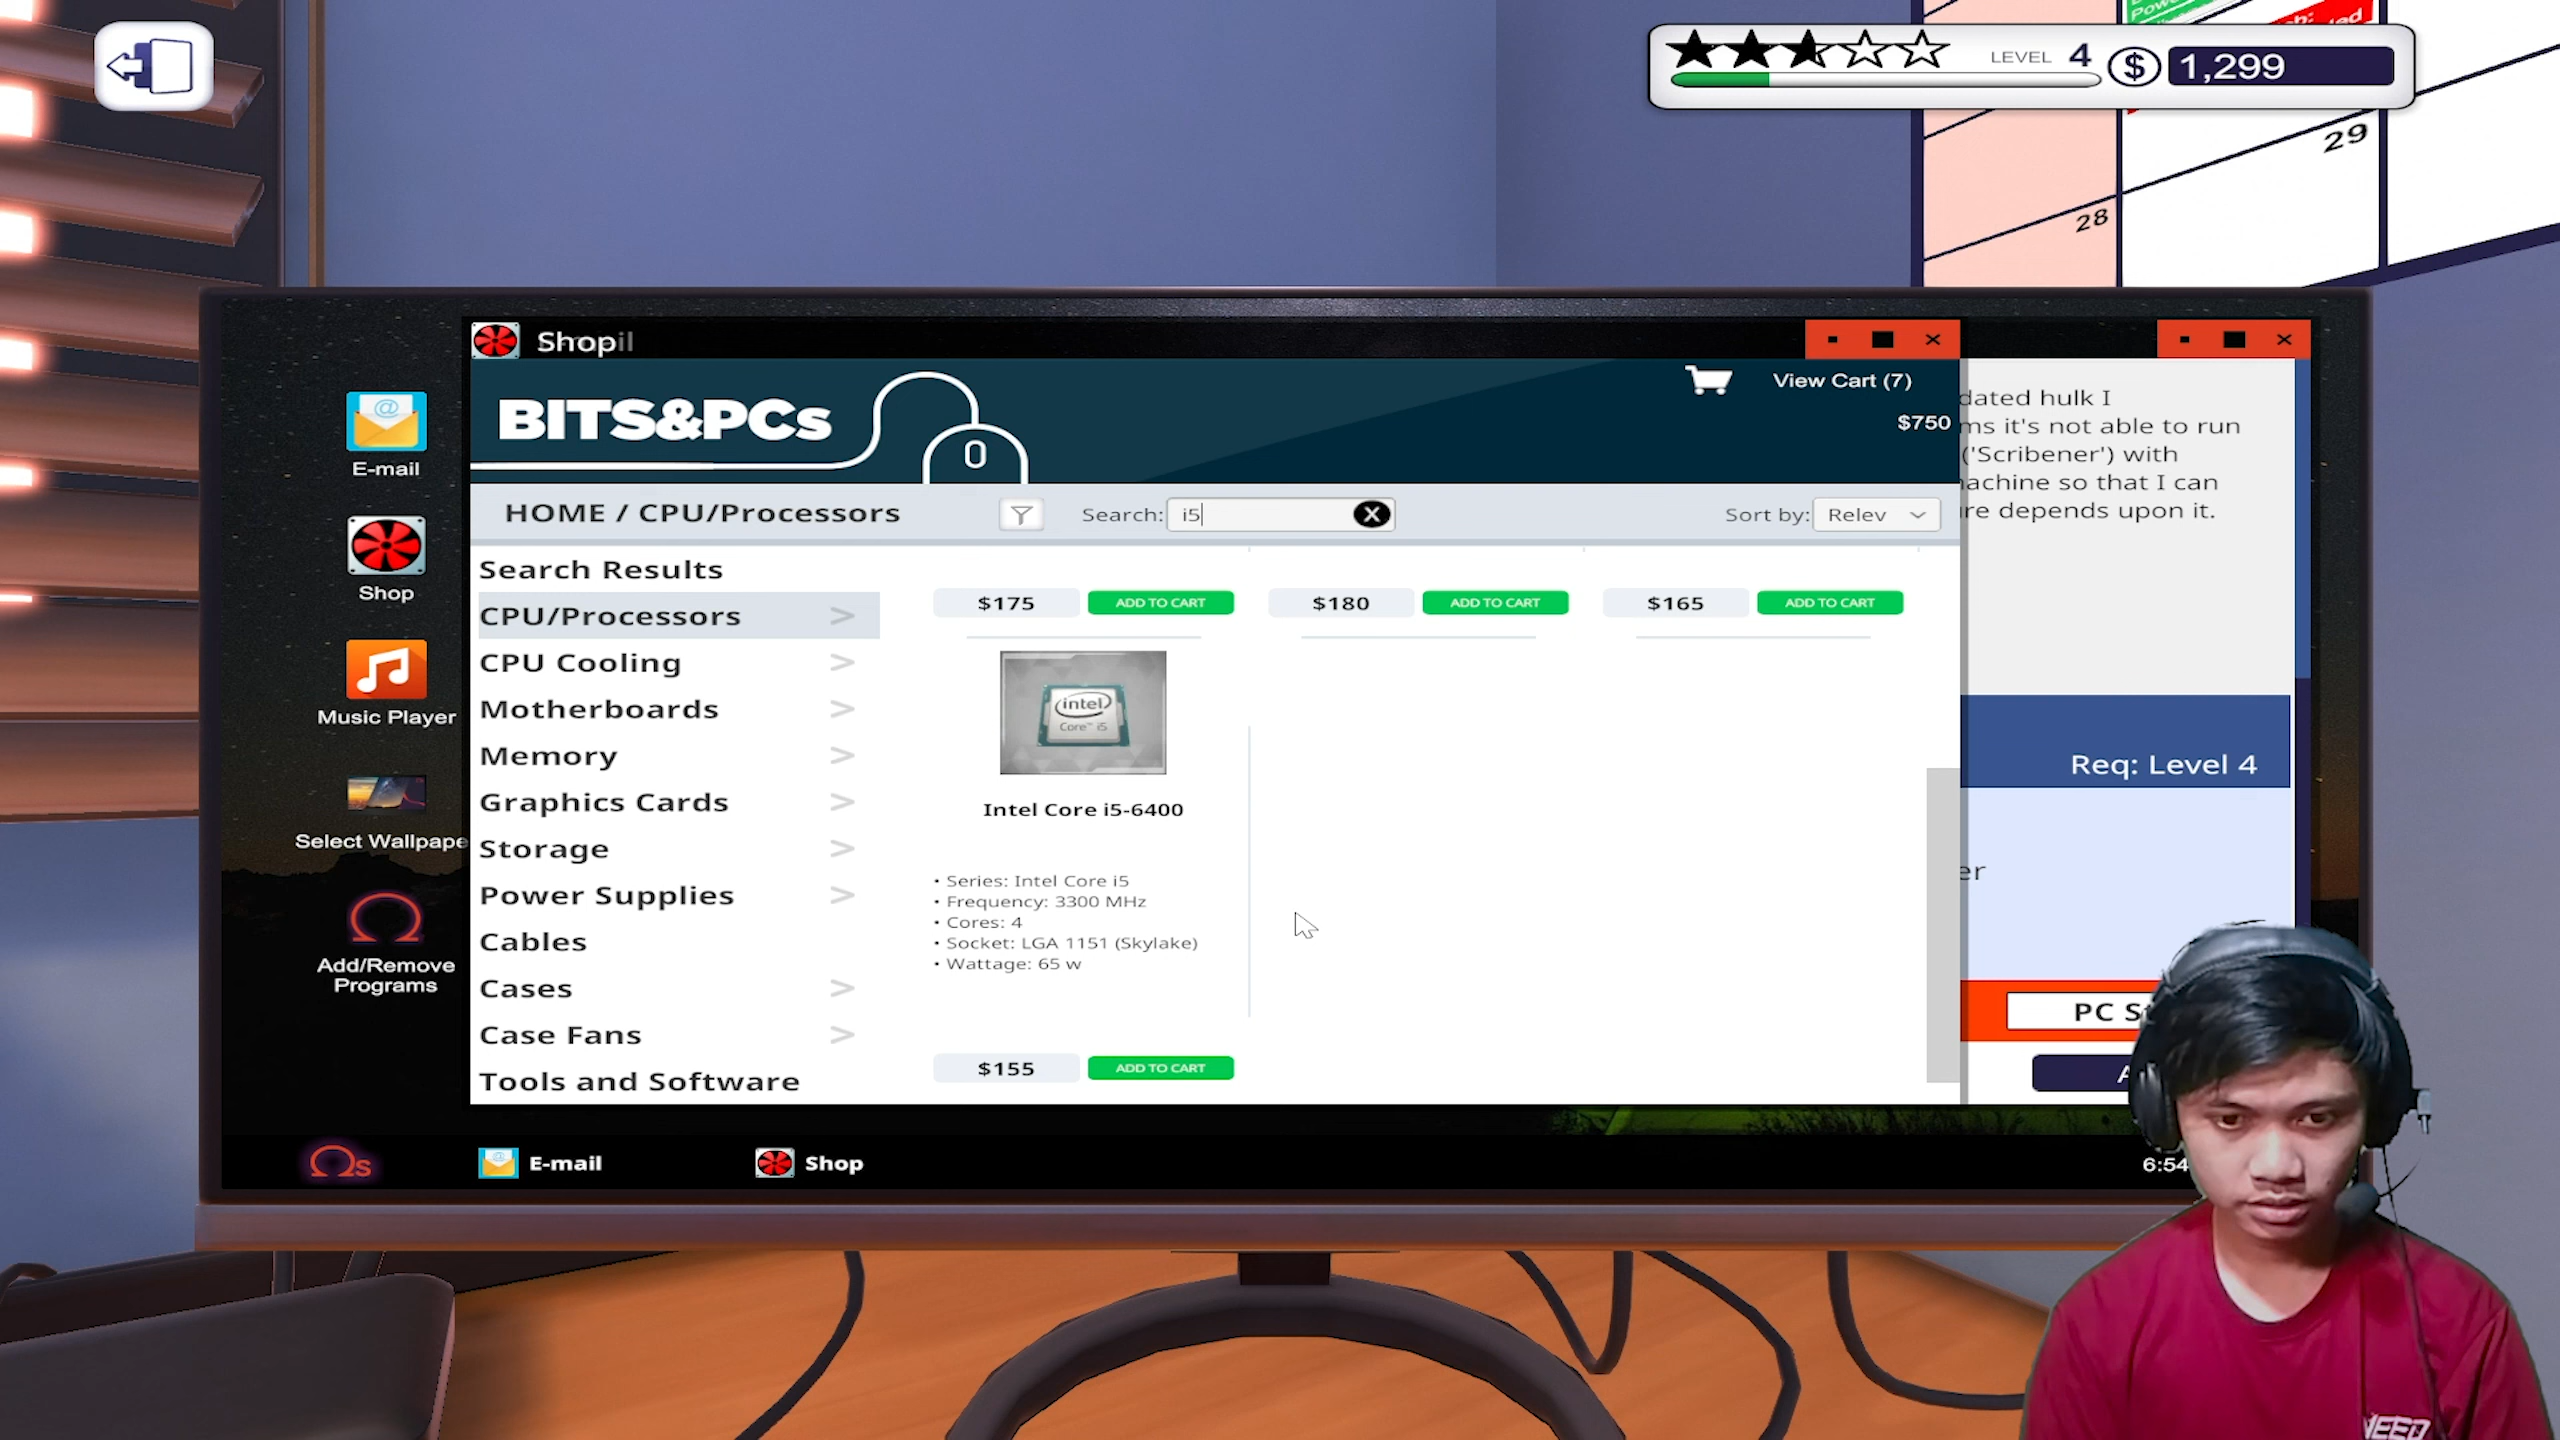 LEVEL 4
$ 1,299
29
28
Shop
BITS&PCs
View Cart (7)
$750
HOME / CPU/Processors
Search: i5
Sort by: Relev
Search Results
CPU/Processors
CPU Cooling
Motherboards
Memory
Graphics Cards
Storage
Power Supplies
Cables
Cases
Case Fans
Tools and Software
$175 ADD TO CART
$180 ADD TO CART
$165 ADD TO CART
intel
Core™ i5
Intel Core i5-6400
• Series: Intel Core i5
• Frequency: 3300 MHz
• Cores: 4
• Socket: LGA 1151 (Skylake)
• Wattage: 65 w
$155 ADD TO CART
E-mail
Shop
Music Player
Select Wallpape
Add/Remove
Programs
dated hulk I
ms it's not able to run
('Scribener') with
achine so that I can
re depends upon it.
Req: Level 4
er
PC S
A
Ωs
E-mail
Shop
6:54
NEED